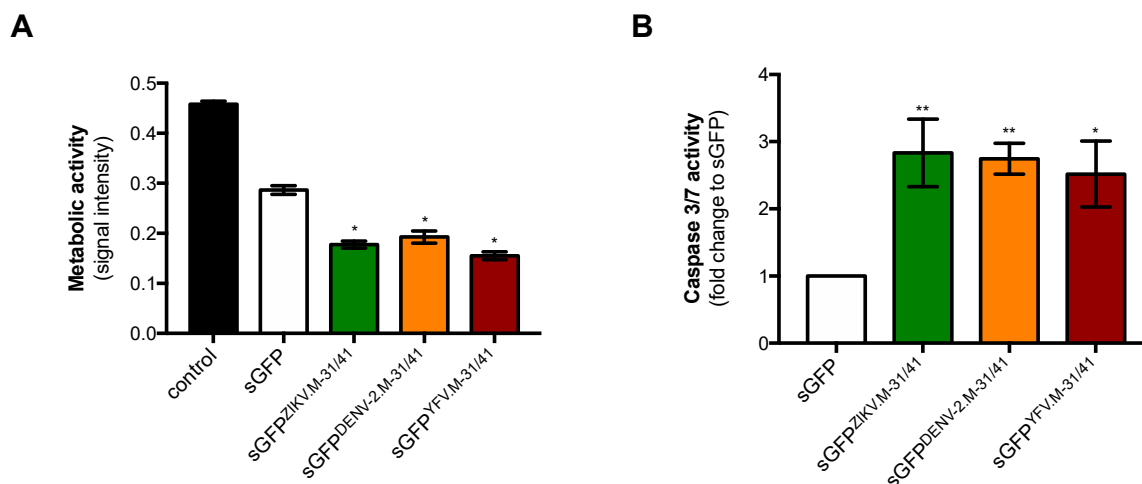 A
Metabolic activity
(signal intensity)
0.5
0.4
0.3
0.2
0.1
0.0
*
*
*
control
sGFP
sGFPZIKV.M-31/41
sGFPDENV-2.M-31/41
sGFPYFV.M-31/41
B
Caspase 3/7 activity
(fold change to sGFP)
4
3
2
1
0
**
**
*
sGFP
sGFPZIKV.M-31/41
sGFPDENV-2.M-31/41
sGFPYFV.M-31/41